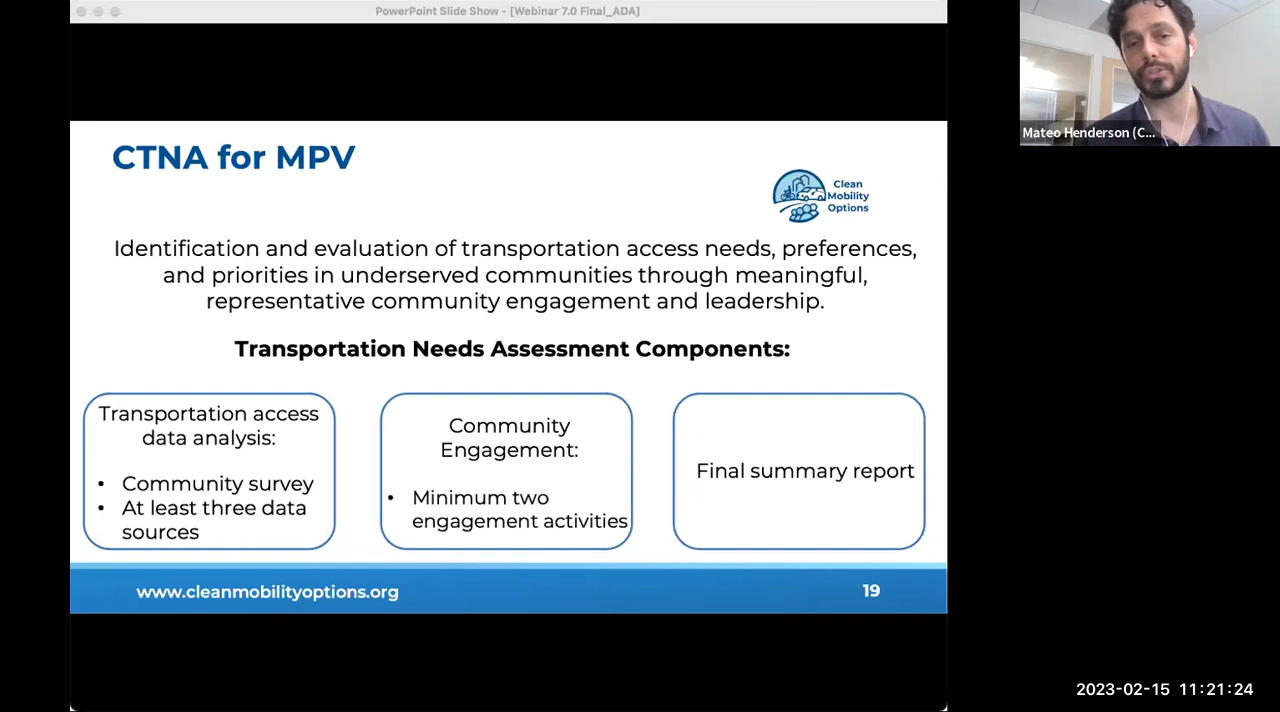 PowerPoint Slide Show - [Webinar 7.0 Final_ADA]
Mateo Henderson (C...
CTNA for MPV
Clean
Mobility
Options
Identification and evaluation of transportation access needs, preferences,
and priorities in underserved communities through meaningful,
representative community engagement and leadership.
Transportation Needs Assessment Components:
Transportation access
data analysis:
• Community survey
• At least three data
sources
Community
Engagement:
• Minimum two
engagement activities
Final summary report
www.cleanmobilityoptions.org
19
2023-02-15 11:21:24